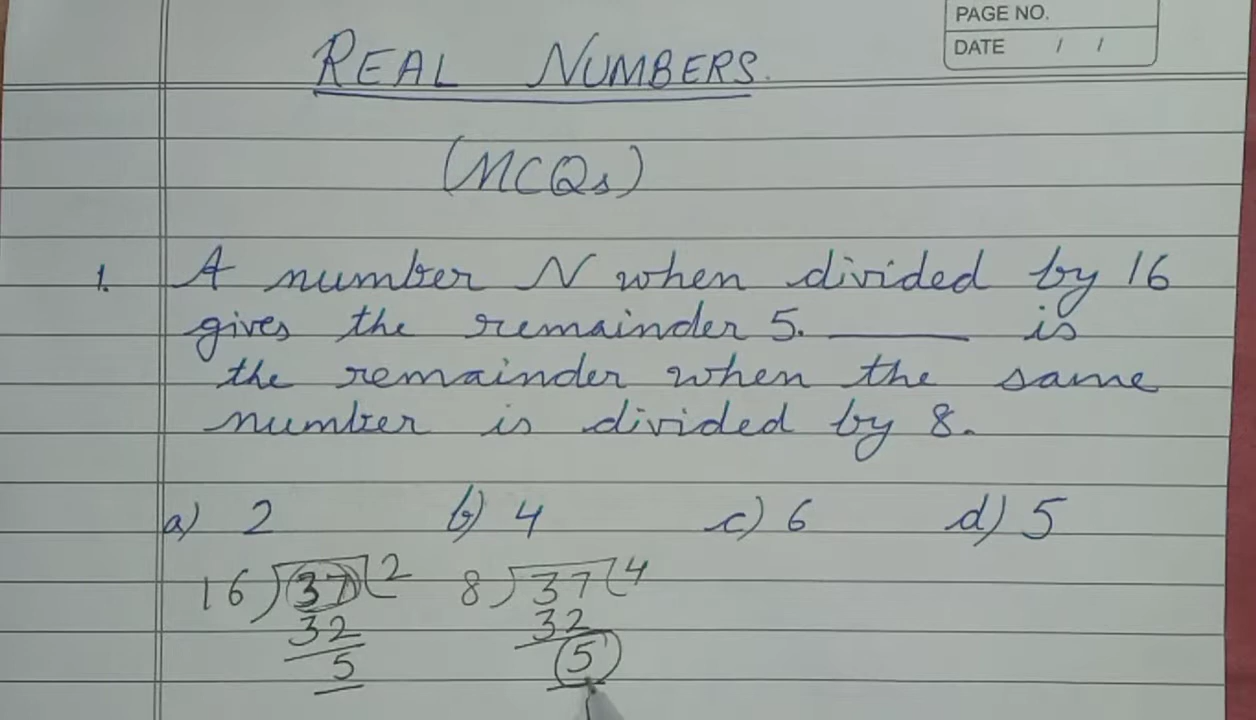 PAGE NO.
DATE / /
REAL NUMBERS.
(MCQs)
1. A number N when divided by 16
gives the remainder 5. ______ is
the remainder when the same
number is divided by 8.
a) 2 b) 4 c) 6 d) 5
16)37(2 8)37(4
32 32
5 5